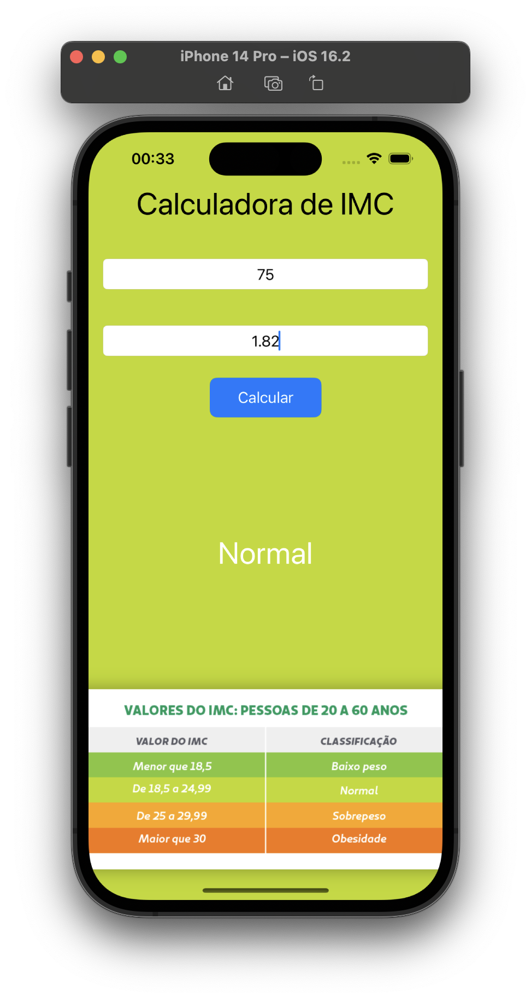 iPhone 14 Pro – iOS 16.2
00:33
Calculadora de IMC
75
1.82
Calcular
Normal
VALORES DO IMC: PESSOAS DE 20 A 60 ANOS
VALOR DO IMC CLASSIFICAÇÃO
Menor que 18,5 Baixo peso
De 18,5 a 24,99 Normal
De 25 a 29,99 Sobrepeso
Maior que 30 Obesidade